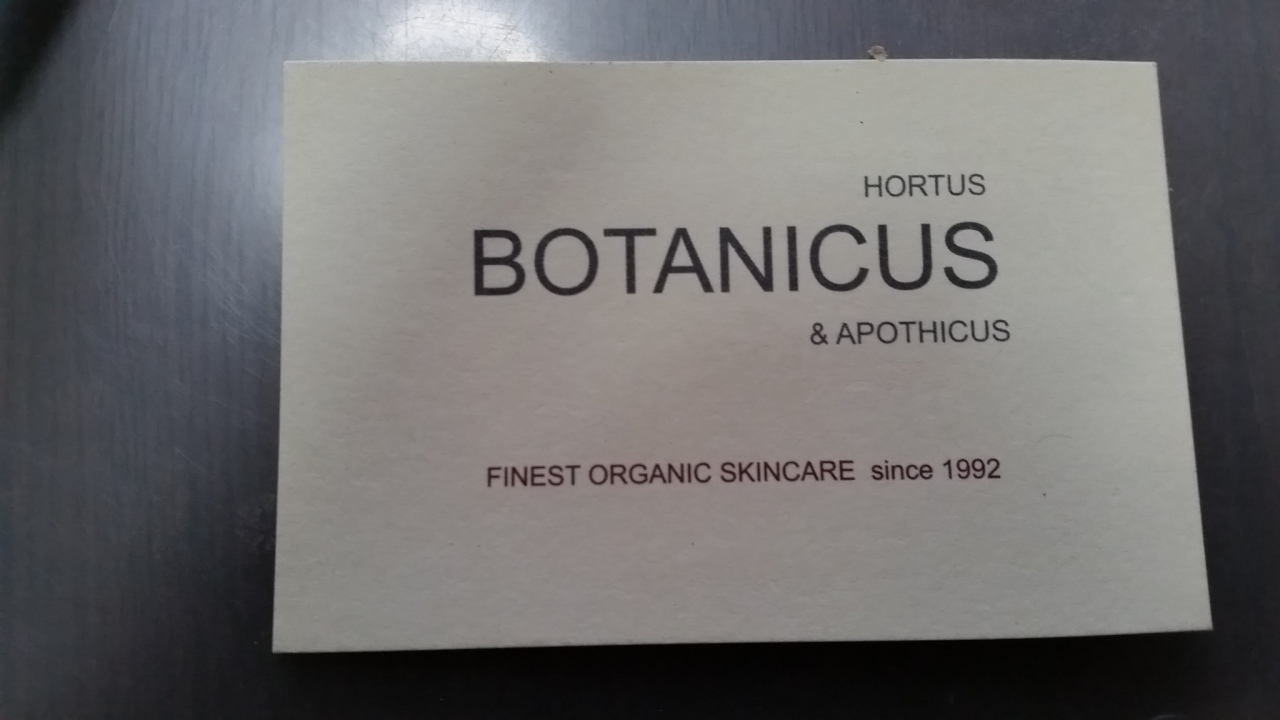 HORTUS
BOTANICUS
& APOTHICUS
FINEST ORGANIC SKINCARE since 1992